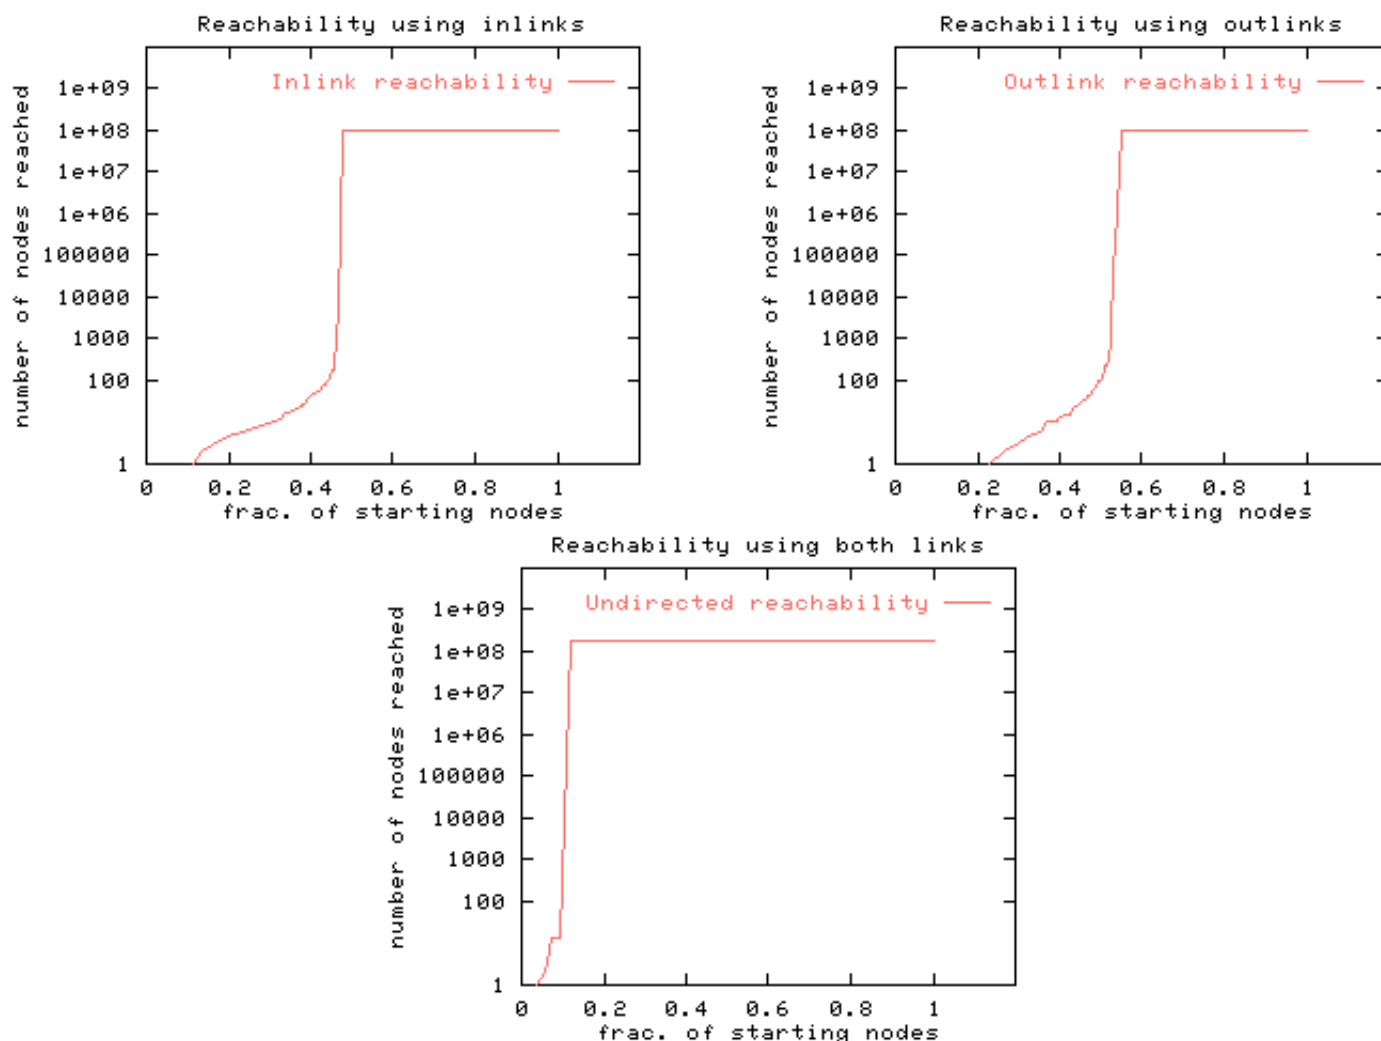 Reachability using inlinks
Inlink reachability
number of nodes reached
1e+09
1e+08
1e+07
1e+06
100000
10000
1000
100
1
0 0.2 0.4 0.6 0.8 1
frac. of starting nodes
Reachability using outlinks
Outlink reachability
number of nodes reached
1e+09
1e+08
1e+07
1e+06
100000
10000
1000
100
1
0 0.2 0.4 0.6 0.8 1
frac. of starting nodes
Reachability using both links
Undirected reachability
number of nodes reached
1e+09
1e+08
1e+07
1e+06
100000
10000
1000
100
1
0 0.2 0.4 0.6 0.8 1
frac. of starting nodes